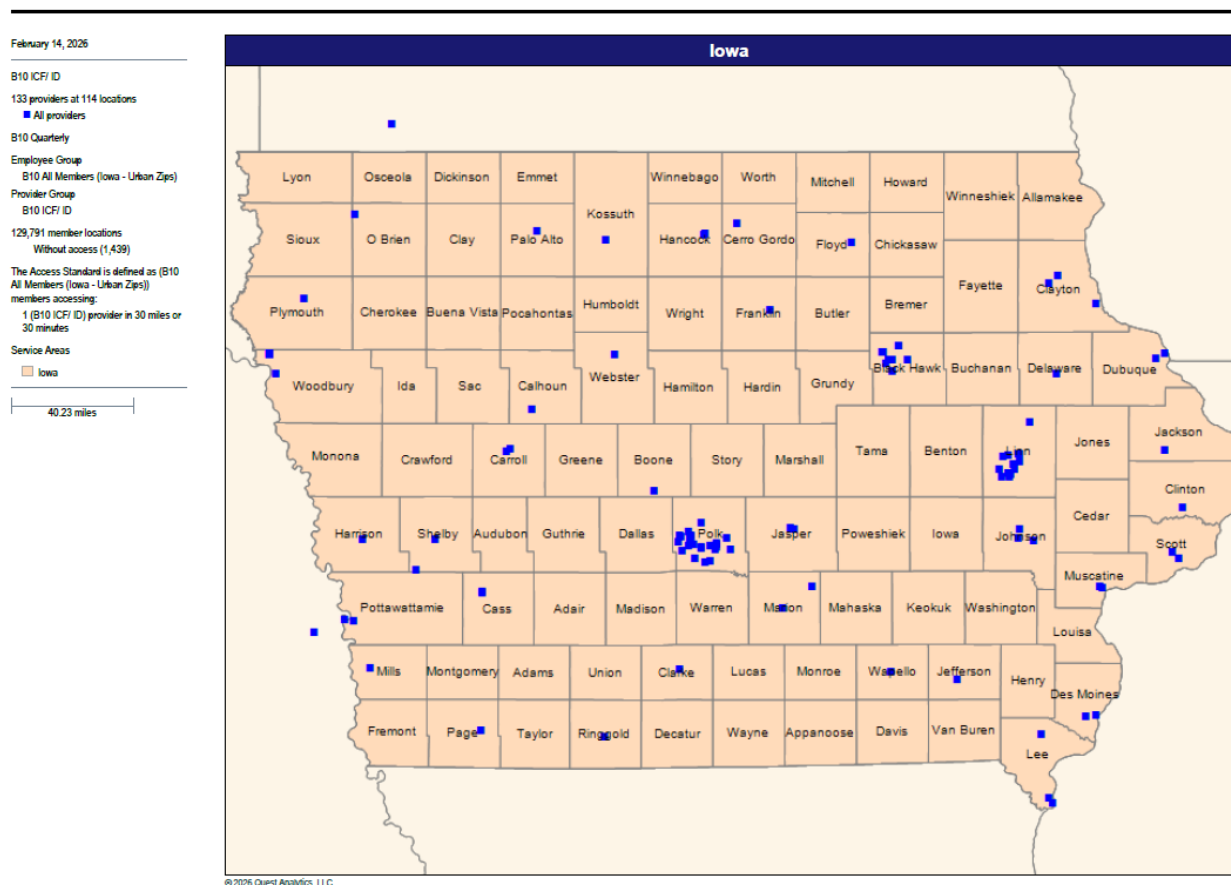 February 14, 2026
Iowa
B10 ICF/ ID
133 providers at 114 locations
All providers
B10 Quarterly
Employee Group
B10 All Members (Iowa - Urban Zips)
Provider Group
B10 ICF/ ID
129,791 member locations
Without access (1,439)
The Access Standard is defined as (B10
All Members (Iowa - Urban Zips))
members accessing:
1 (B10 ICF/ ID) provider in 30 miles or
30 minutes
Service Areas
Iowa
40.23 miles
Lyon Osceola Dickinson Emmet Winnebago Worth Mitchell Howard Winneshiek Allamakee
Kossuth
Sioux O Brien Clay Palo Alto Hancock Cerro Gordo Floyd Chickasaw
Fayette Clayton
Plymouth Cherokee Buena Vista Pocahontas Humboldt Wright Franklin Butler Bremer
Woodbury Ida Sac Calhoun Webster Hamilton Hardin Grundy Black Hawk Buchanan Delaware Dubuque
Monona Crawford Carroll Greene Boone Story Marshall Tama Benton Linn Jones Jackson
Clinton
Harrison Shelby Audubon Guthrie Dallas Polk Jasper Poweshiek Iowa Johnson Cedar Scott
Muscatine
Pottawattamie Cass Adair Madison Warren Marion Mahaska Keokuk Washington
Louisa
Mills Montgomery Adams Union Clarke Lucas Monroe Wapello Jefferson Henry Des Moines
Fremont Page Taylor Ringgold Decatur Wayne Appanoose Davis Van Buren
Lee
© 2026 Quest Analytics, LLC.